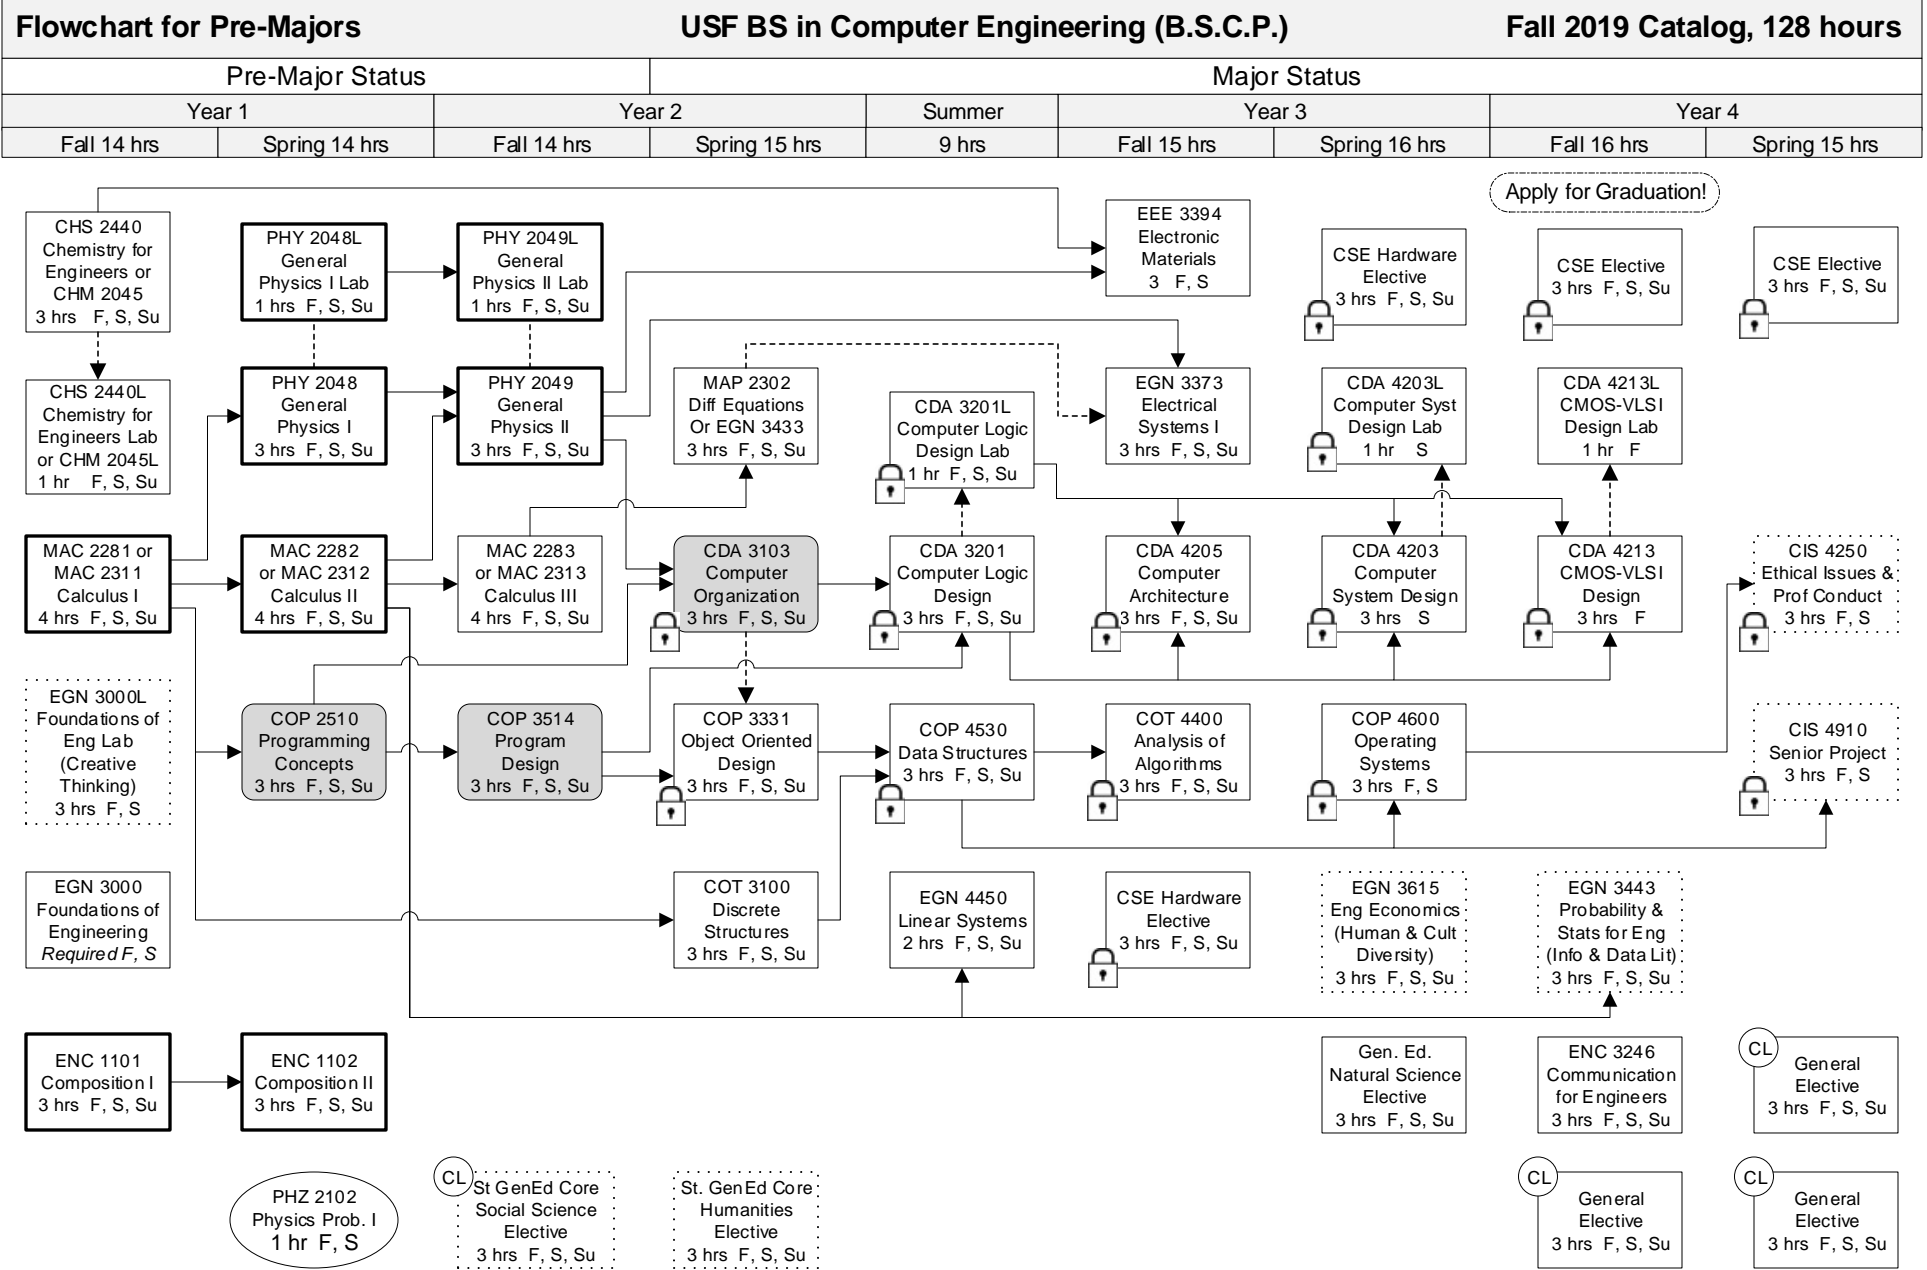 Flowchart for Pre-Majors
USF BS in Computer Engineering (B.S.C.P.)
Fall 2019 Catalog, 128 hours
Pre-Major Status
Major Status
Year 1
Year 2
Summer
Year 3
Year 4
Fall 14 hrs
Spring 14 hrs
Fall 14 hrs
Spring 15 hrs
9 hrs
Fall 15 hrs
Spring 16 hrs
Fall 16 hrs
Spring 15 hrs
Apply for Graduation!
CHS 2440
Chemistry for
Engineers or
CHM 2045
3 hrs F, S, Su
PHY 2048L
General
Physics I Lab
1 hrs F, S, Su
PHY 2049L
General
Physics II Lab
1 hrs F, S, Su
EEE 3394
Electronic
Materials
3 F, S
CSE Hardware
Elective
3 hrs F, S, Su
CSE Elective
3 hrs F, S, Su
CSE Elective
3 hrs F, S, Su
CHS 2440L
Chemistry for
Engineers Lab
or CHM 2045L
1 hr F, S, Su
PHY 2048
General
Physics I
3 hrs F, S, Su
PHY 2049
General
Physics II
3 hrs F, S, Su
MAP 2302
Diff Equations
Or EGN 3433
3 hrs F, S, Su
CDA 3201L
Computer Logic
Design Lab
1 hr F, S, Su
EGN 3373
Electrical
Systems I
3 hrs F, S, Su
CDA 4203L
Computer Syst
Design Lab
1 hr S
CDA 4213L
CMOS-VLSI
Design Lab
1 hr F
MAC 2281 or
MAC 2311
Calculus I
4 hrs F, S, Su
MAC 2282
or MAC 2312
Calculus II
4 hrs F, S, Su
MAC 2283
or MAC 2313
Calculus III
4 hrs F, S, Su
CDA 3103
Computer
Organization
3 hrs F, S, Su
CDA 3201
Computer Logic
Design
3 hrs F, S, Su
CDA 4205
Computer
Architecture
3 hrs F, S, Su
CDA 4203
Computer
System Design
3 hrs S
CDA 4213
CMOS-VLSI
Design
3 hrs F
CIS 4250
Ethical Issues &
Prof Conduct
3 hrs F, S
EGN 3000L
Foundations of
Eng Lab
(Creative
Thinking)
3 hrs F, S
COP 2510
Programming
Concepts
3 hrs F, S, Su
COP 3514
Program
Design
3 hrs F, S, Su
COP 3331
Object Oriented
Design
3 hrs F, S, Su
COP 4530
Data Structures
3 hrs F, S, Su
COT 4400
Analysis of
Algorithms
3 hrs F, S, Su
COP 4600
Operating
Systems
3 hrs F, S
CIS 4910
Senior Project
3 hrs F, S
EGN 3000
Foundations of
Engineering
Required F, S
COT 3100
Discrete
Structures
3 hrs F, S, Su
EGN 4450
Linear Systems
2 hrs F, S, Su
CSE Hardware
Elective
3 hrs F, S, Su
EGN 3615
Eng Economics
(Human & Cult
Diversity)
3 hrs F, S, Su
EGN 3443
Probability &
Stats for Eng
(Info & Data Lit)
3 hrs F, S, Su
ENC 1101
Composition I
3 hrs F, S, Su
ENC 1102
Composition II
3 hrs F, S, Su
Gen. Ed.
Natural Science
Elective
3 hrs F, S, Su
ENC 3246
Communication
for Engineers
3 hrs F, S, Su
CL
General
Elective
3 hrs F, S, Su
PHZ 2102
Physics Prob. I
1 hr F, S
CL
St GenEd Core
Social Science
Elective
3 hrs F, S, Su
St. GenEd Core
Humanities
Elective
3 hrs F, S, Su
CL
General
Elective
3 hrs F, S, Su
CL
General
Elective
3 hrs F, S, Su